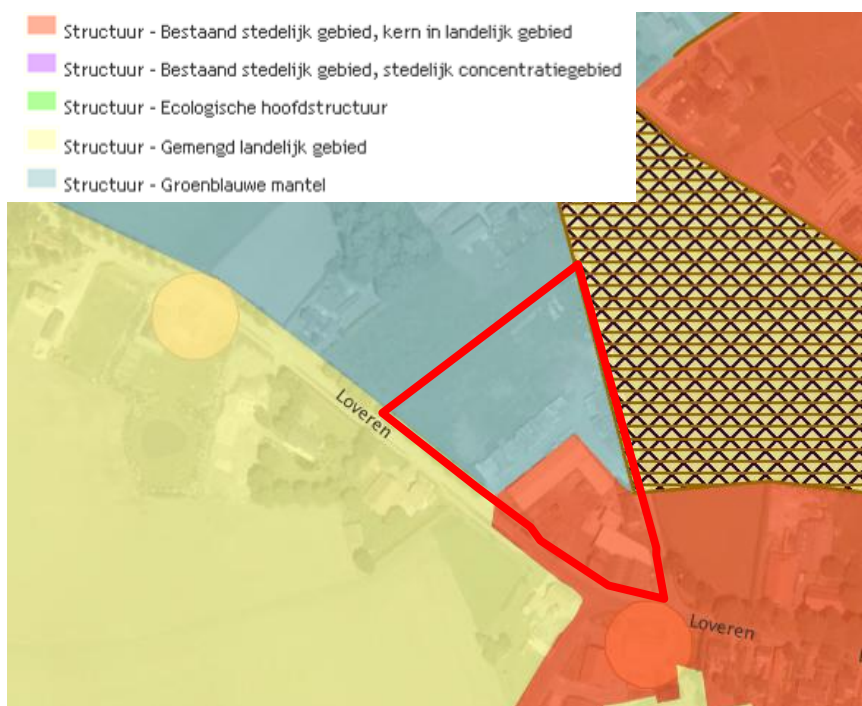 Structuur - Bestaand stedelijk gebied, kern in landelijk gebied
Structuur - Bestaand stedelijk gebied, stedelijk concentratiegebied
Structuur - Ecologische hoofdstructuur
Structuur - Gemengd landelijk gebied
Structuur - Groenblauwe mantel
Loveren
Loveren